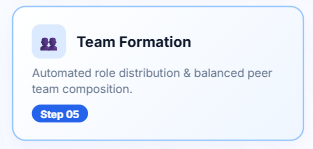 Team Formation
Automated role distribution & balanced peer
team composition.
Step 05